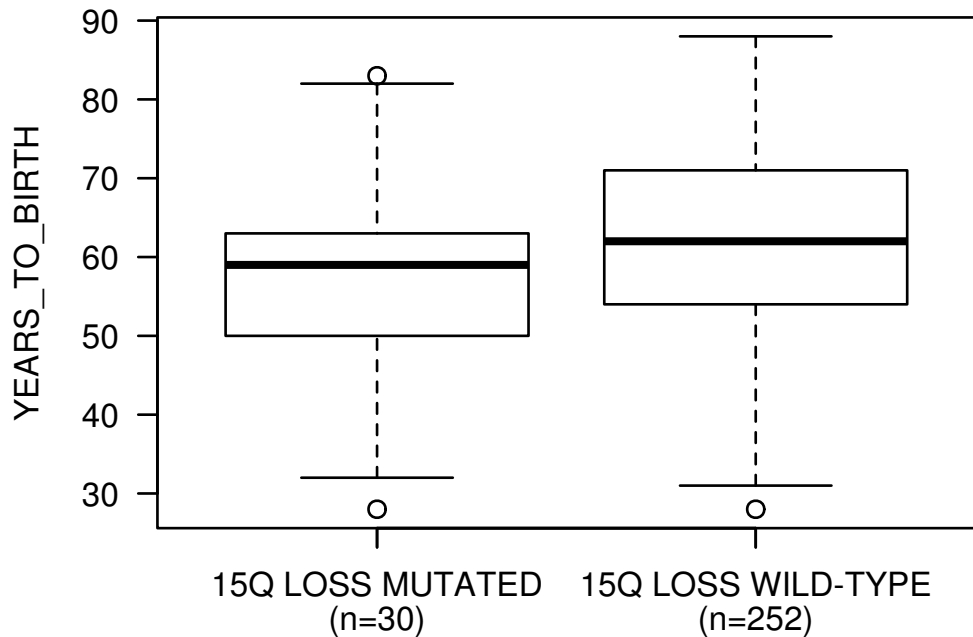 YEARS_TO_BIRTH
90
80
70
60
50
40
30
15Q LOSS MUTATED
(n=30)
15Q LOSS WILD-TYPE
(n=252)